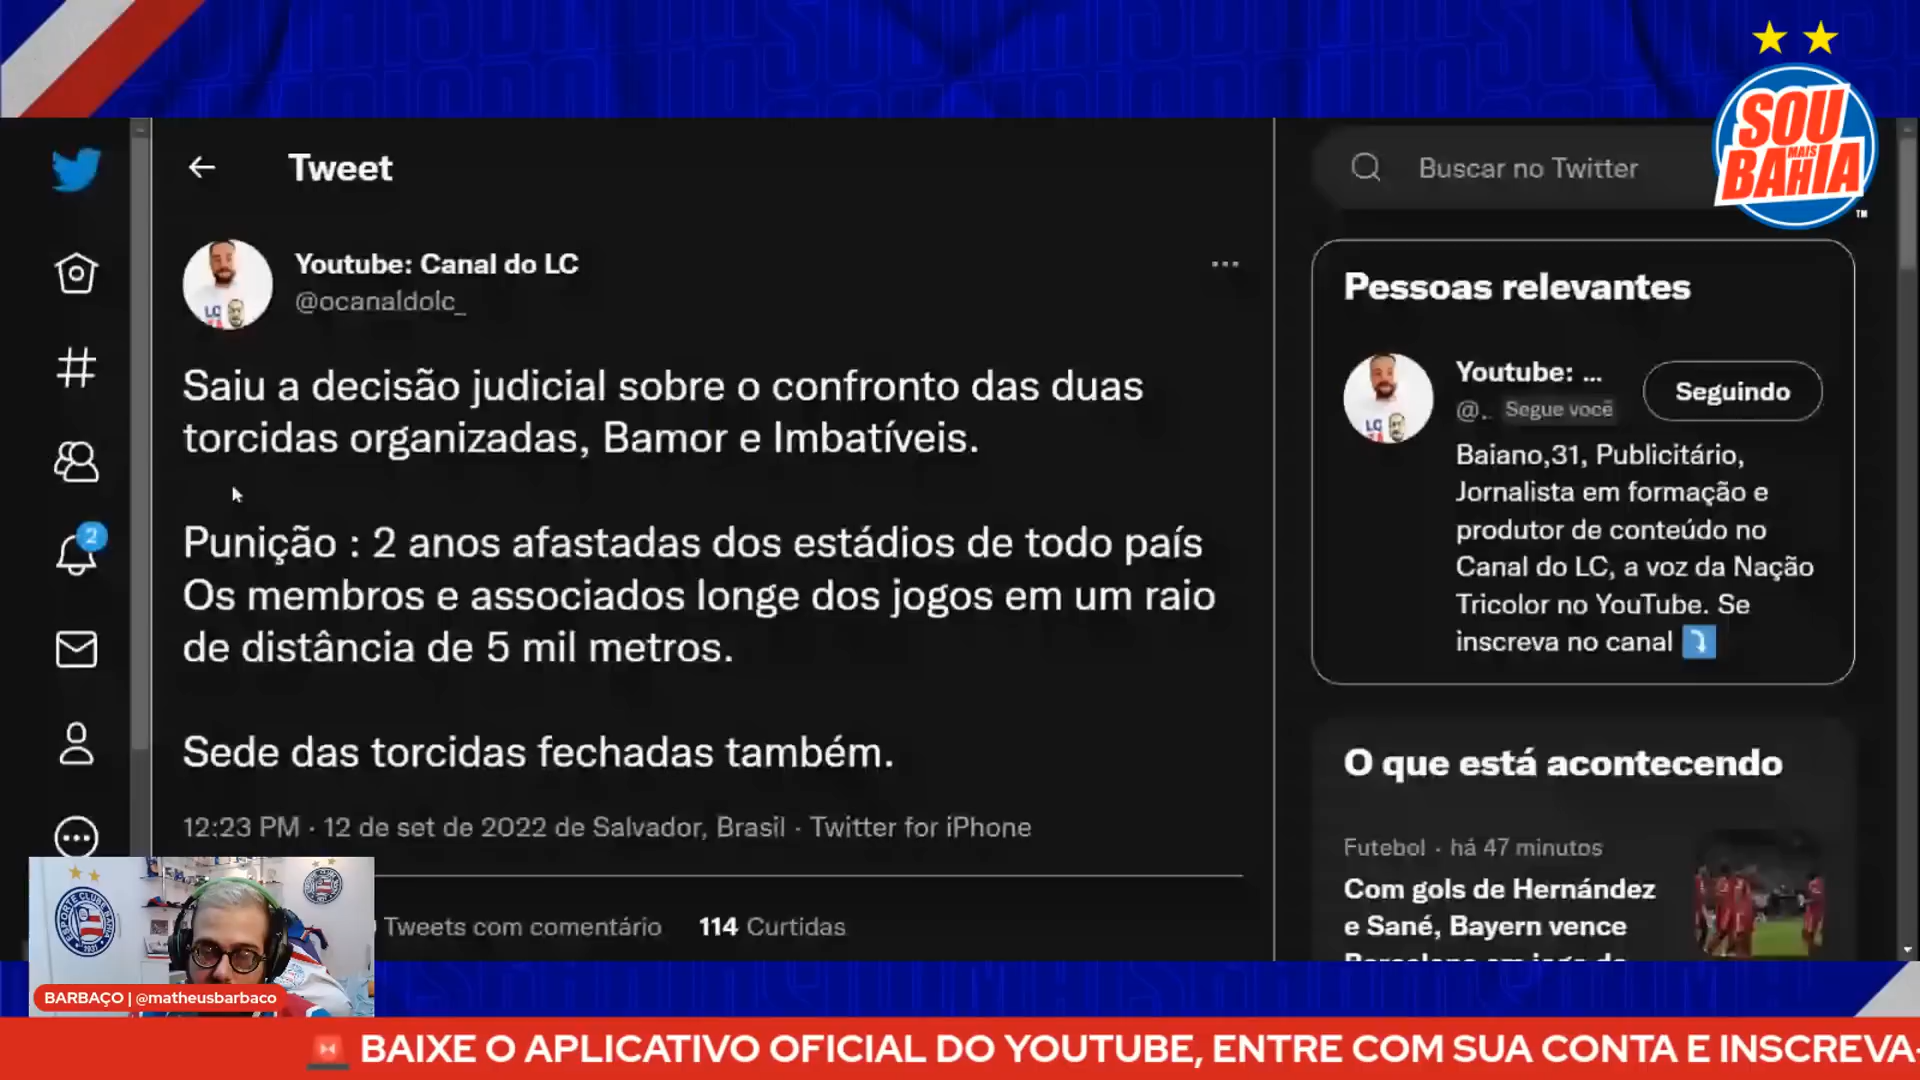 SOU
MAIS
BAHIA
TM
Tweet
Buscar no Twitter
Youtube: Canal do LC
@ocanaldolc_
Saiu a decisão judicial sobre o confronto das duas
torcidas organizadas, Bamor e Imbatíveis.
Punição : 2 anos afastadas dos estádios de todo país
Os membros e associados longe dos jogos em um raio
de distância de 5 mil metros.
Sede das torcidas fechadas também.
12:23 PM · 12 de set de 2022 de Salvador, Brasil · Twitter for iPhone
Tweets com comentário 114 Curtidas
2
Pessoas relevantes
Youtube: ...
@.. Segue você
Seguindo
Baiano,31, Publicitário,
Jornalista em formação e
produtor de conteúdo no
Canal do LC, a voz da Nação
Tricolor no YouTube. Se
inscreva no canal
O que está acontecendo
Futebol · há 47 minutos
Com gols de Hernández
e Sané, Bayern vence
ESPORTE CLUBE BAHIA
1931
BARBAÇO | @matheusbarbaco
BAIXE O APLICATIVO OFICIAL DO YOUTUBE, ENTRE COM SUA CONTA E INSCREVA-